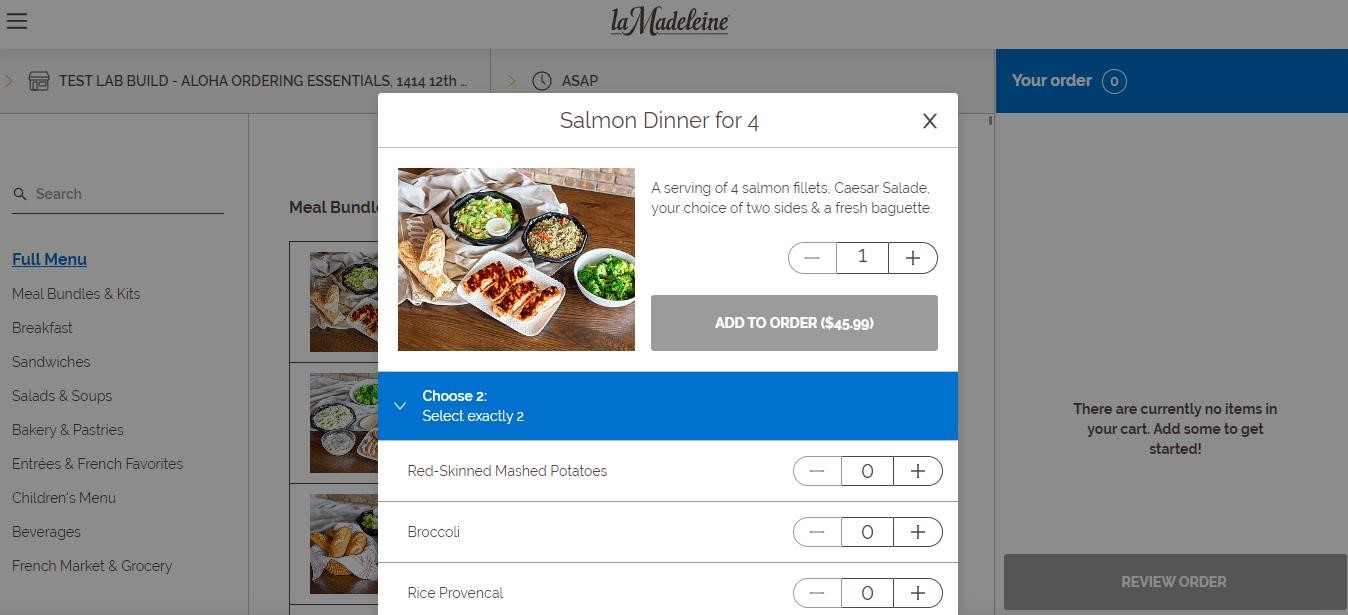 la Madeleine
TEST LAB BUILD - ALOHA ORDERING ESSENTIALS, 1414 12th ...
ASAP
Your order 0
Salmon Dinner for 4
X
A serving of 4 salmon fillets, Caesar Salade,
your choice of two sides & a fresh baguette.
— 1 +
ADD TO ORDER ($45.99)
Search
Full Menu
Meal Bundles & Kits
Breakfast
Sandwiches
Salads & Soups
Bakery & Pastries
Entrées & French Favorites
Children's Menu
Beverages
French Market & Grocery
Meal Bundle
Choose 2:
Select exactly 2
Red-Skinned Mashed Potatoes — 0 +
Broccoli — 0 +
Rice Provencal — 0 +
There are currently no items in
your cart. Add some to get
started!
REVIEW ORDER